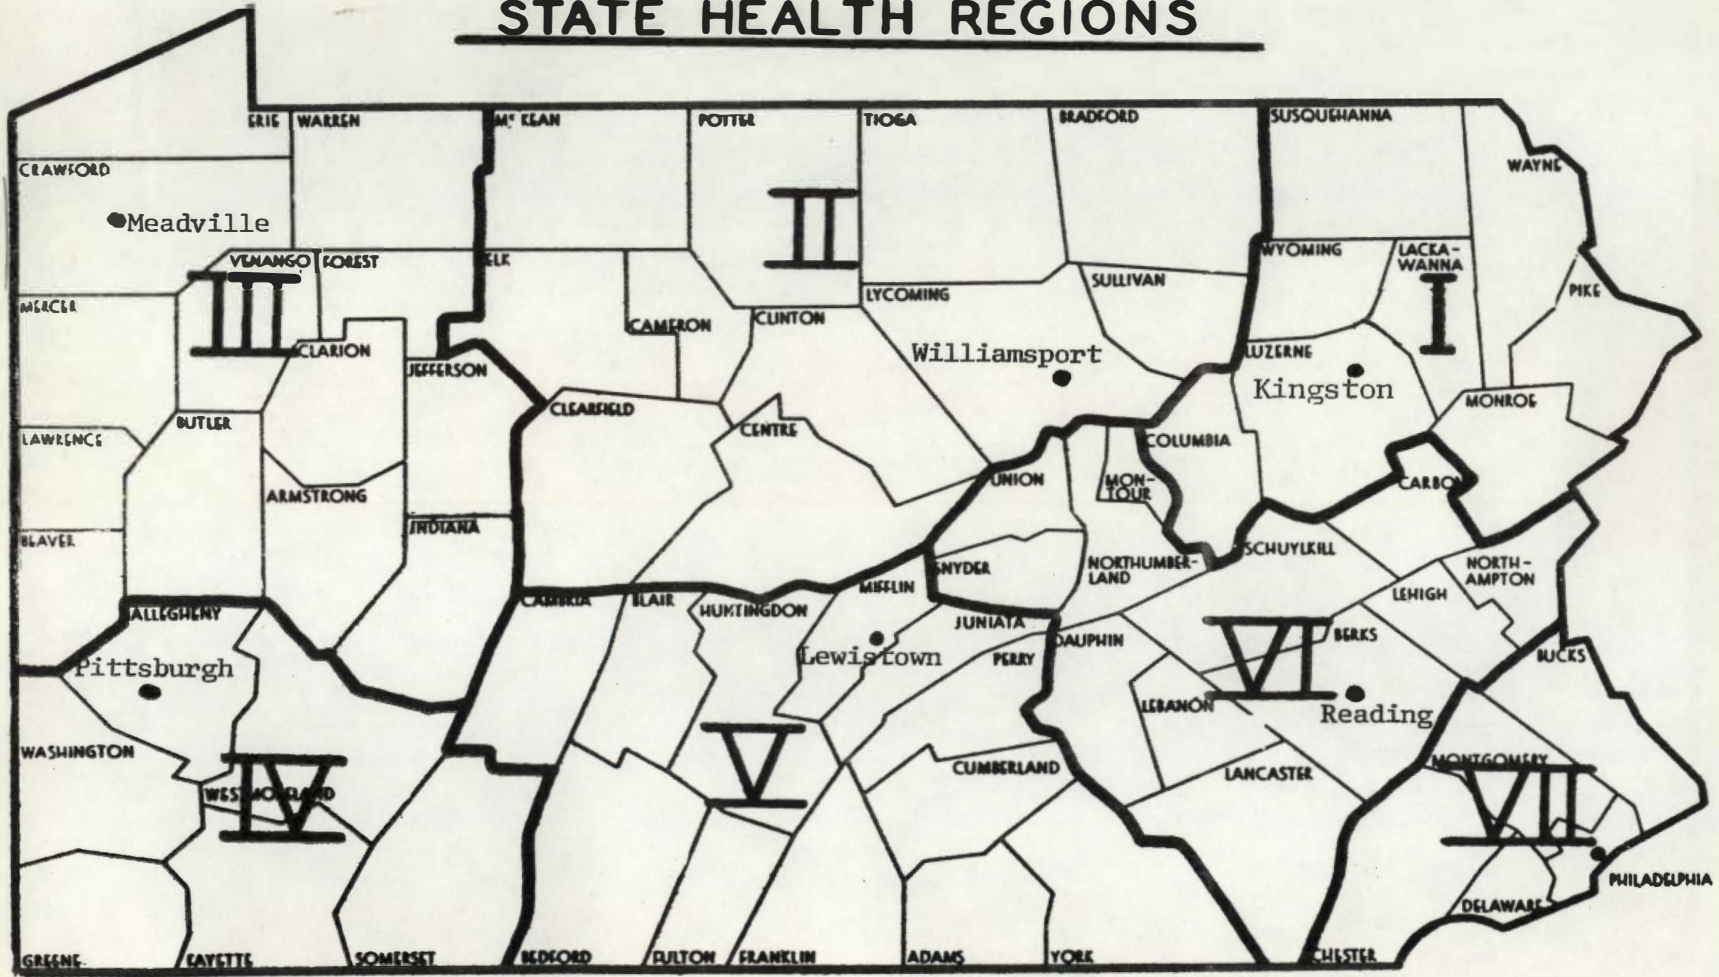 STATE HEALTH REGIONS
ERIE WARREN Mc KEAN POTTER TIOGA BRADFORD SUSQUEHANNA
CRAWFORD WAYNE
Meadville
II
VENANGO FOREST ELK WYOMING LACKA-
WANNA
SULLIVAN
MERCER III LYCOMING I PIKE
CAMERON CLINTON
CLARION Williamsport LUZERNE
JEFFERSON Kingston
CLEARFIELD MONROE
BUTLER CENTRE
LAWRENCE COLUMBIA
UNION MON-
TOUR CARBON
ARMSTRONG
INDIANA
BEAVER SCHUYLKILL
SNYDER NORTHUMBER-
LAND NORTH-
AMPTON
MIFFLIN LEHIGH
CAMBRIA BLAIR HUNTINGDON
ALLEGHENY JUNIATA
DAUPHIN VI BERKS
Pittsburgh Lewistown PERRY BUCKS
LEBANON Reading
WASHINGTON V
CUMBERLAND LANCASTER MONTGOMERY
WESTMORELAND IV VII
PHILADELPHIA
DELAWARE
GREENE FAYETTE SOMERSET BEDFORD FULTON FRANKLIN ADAMS YORK CHESTER